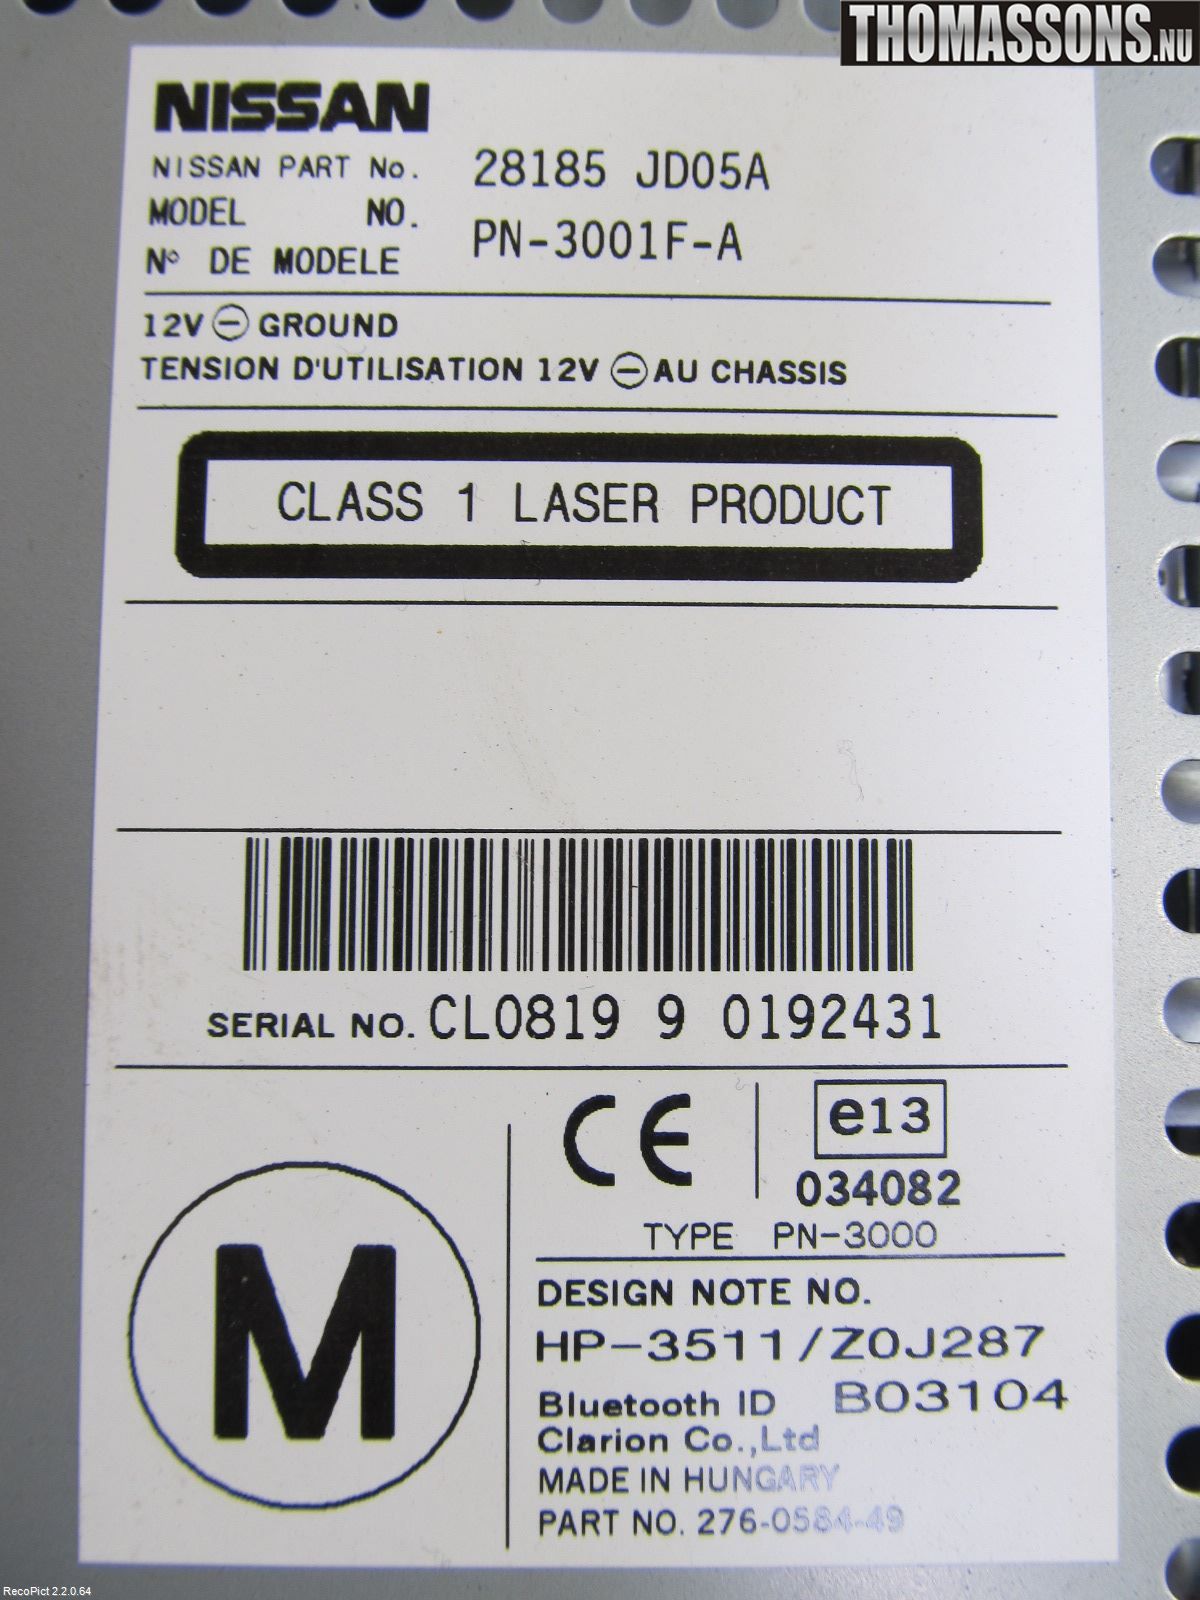 THOMASSONS.NU
NISSAN
NISSAN PART No. 28185 JD05A
MODEL NO.
N° DE MODELE PN-3001F-A
12V ⊖ GROUND
TENSION D'UTILISATION 12V ⊖ AU CHASSIS
CLASS 1 LASER PRODUCT
SERIAL NO. CL0819 9 0192431
CE e13
034082
TYPE PN-3000
M
DESIGN NOTE NO.
HP-3511/Z0J287
Bluetooth ID B03104
Clarion Co.,Ltd
MADE IN HUNGARY
PART NO. 276-0584-49
RecoPict 2.2.0.64